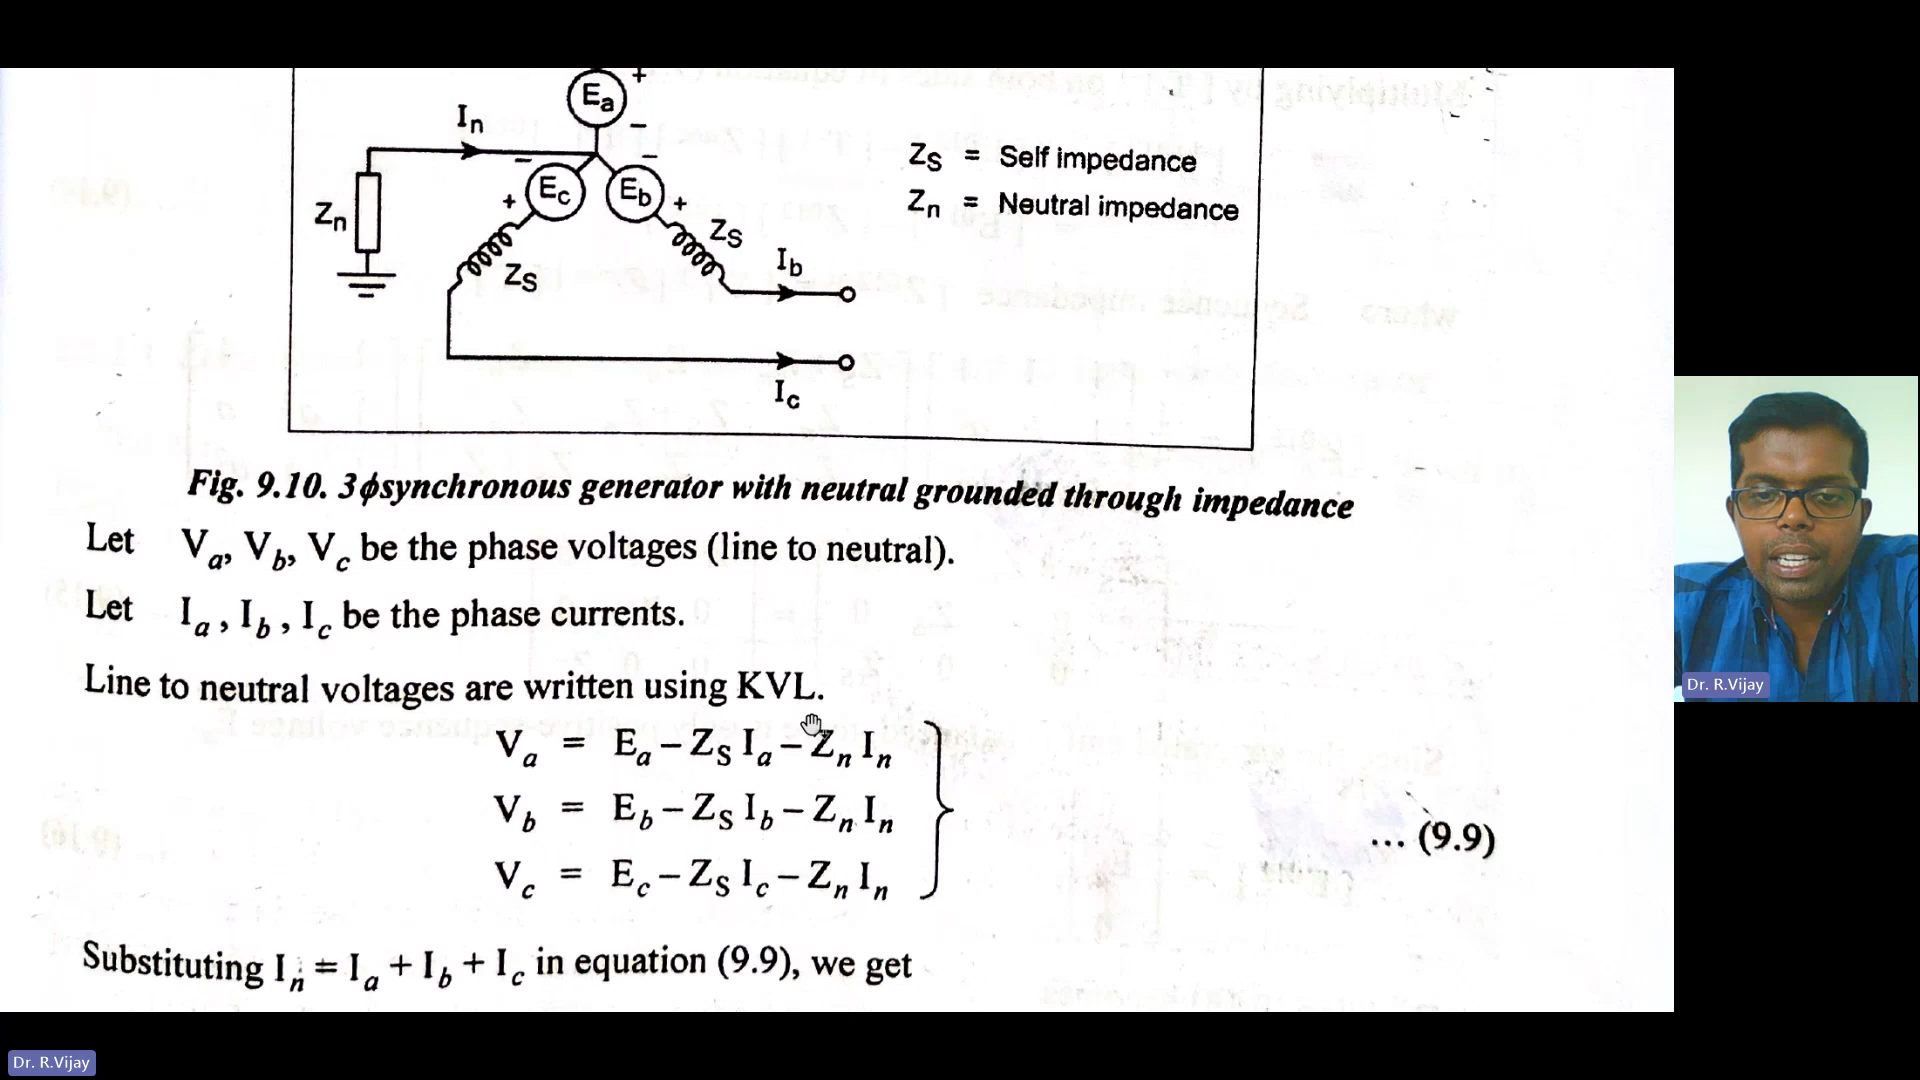 +
Ea
In
−
−
−
ZS = Self impedance
Ec
Eb
+
+
Zn
ZS
Zn = Neutral impedance
ZS
Ib
Ic
Fig. 9.10. 3ϕsynchronous generator with neutral grounded through impedance
Let Va, Vb, Vc be the phase voltages (line to neutral).
Let Ia , Ib , Ic be the phase currents.
Line to neutral voltages are written using KVL.
Va = Ea − ZS Ia − Zn In
Vb = Eb − ZS Ib − Zn In
... (9.9)
Vc = Ec − ZS Ic − Zn In
Substituting In = Ia + Ib + Ic in equation (9.9), we get
Dr. R.Vijay
Dr. R.Vijay